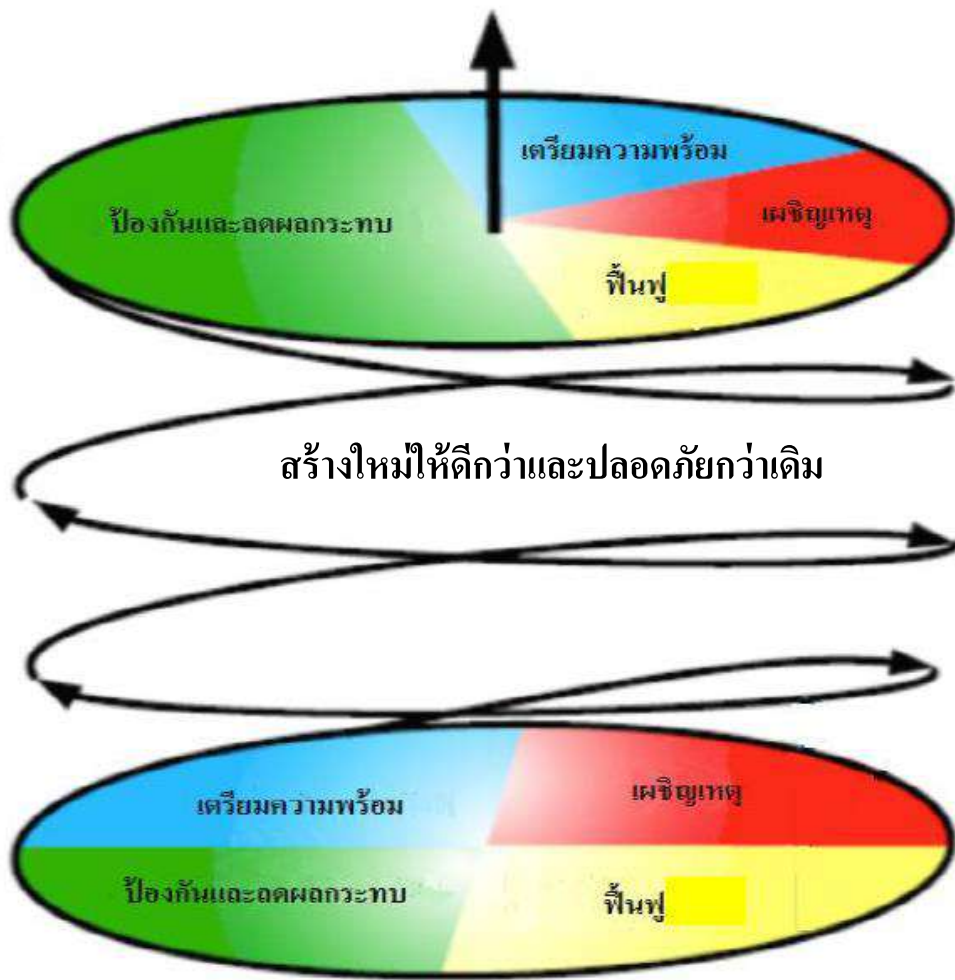 เตรียมความพร้อม
เผชิญเหตุ
ป้องกันและลดผลกระทบ
ฟื้นฟู
สร้างใหม่ให้ดีกว่าและปลอดภัยกว่าเดิม
เตรียมความพร้อม
เผชิญเหตุ
ป้องกันและลดผลกระทบ
ฟื้นฟู